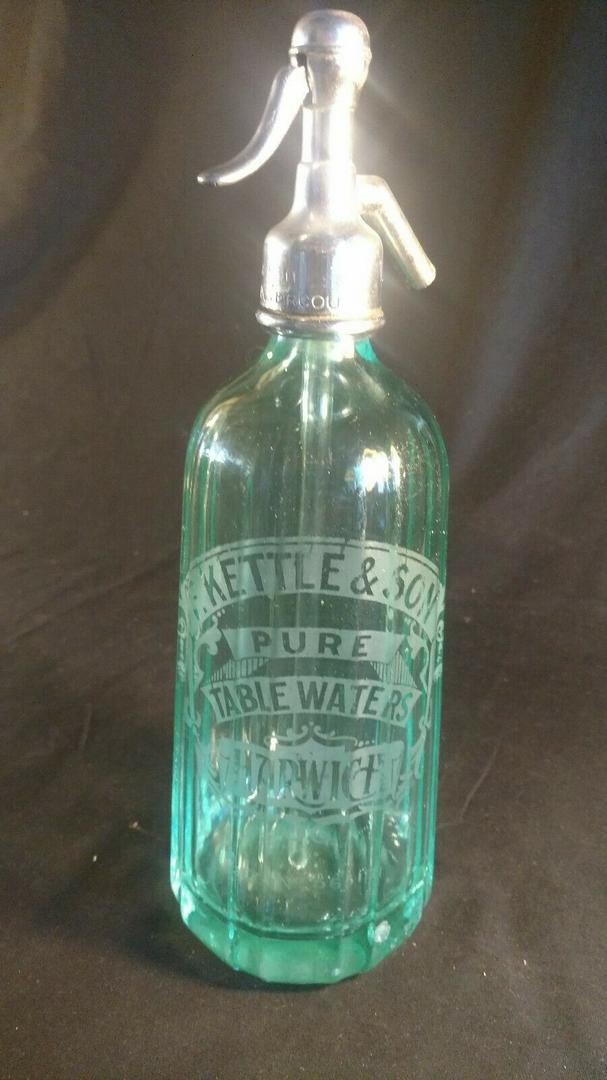 KETTLE & SON
PURE
TABLE WATERS
HARWICH